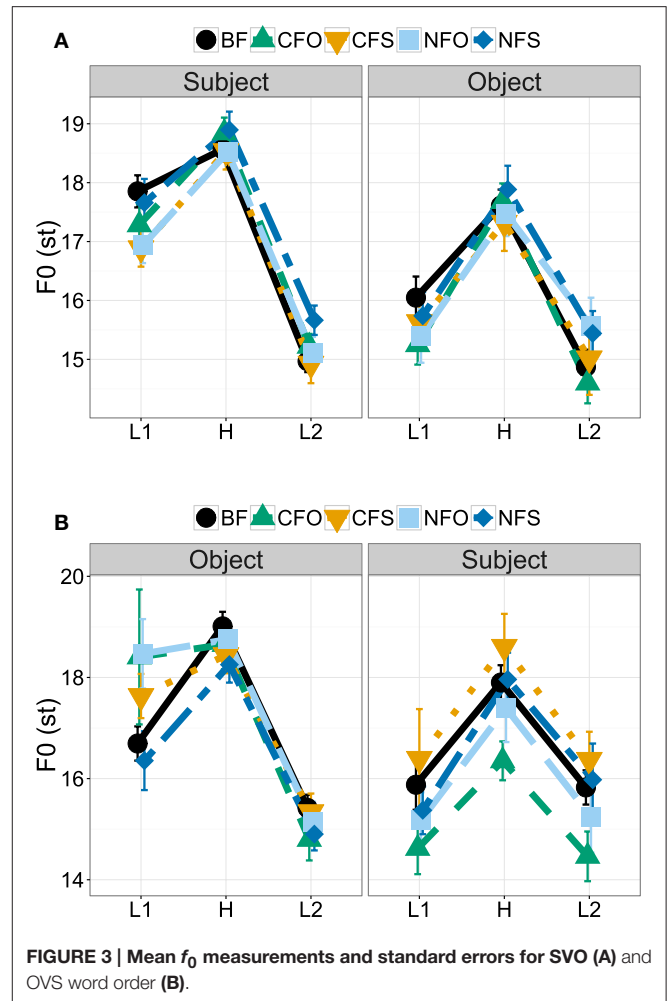 A
BF CFO CFS NFO NFS
Subject Object
19
18
17
16
15
F0 (st)
L1 H L2 L1 H L2
B
BF CFO CFS NFO NFS
Object Subject
20
18
16
14
F0 (st)
L1 H L2 L1 H L2
FIGURE 3 | Mean f0 measurements and standard errors for SVO (A) and
OVS word order (B).